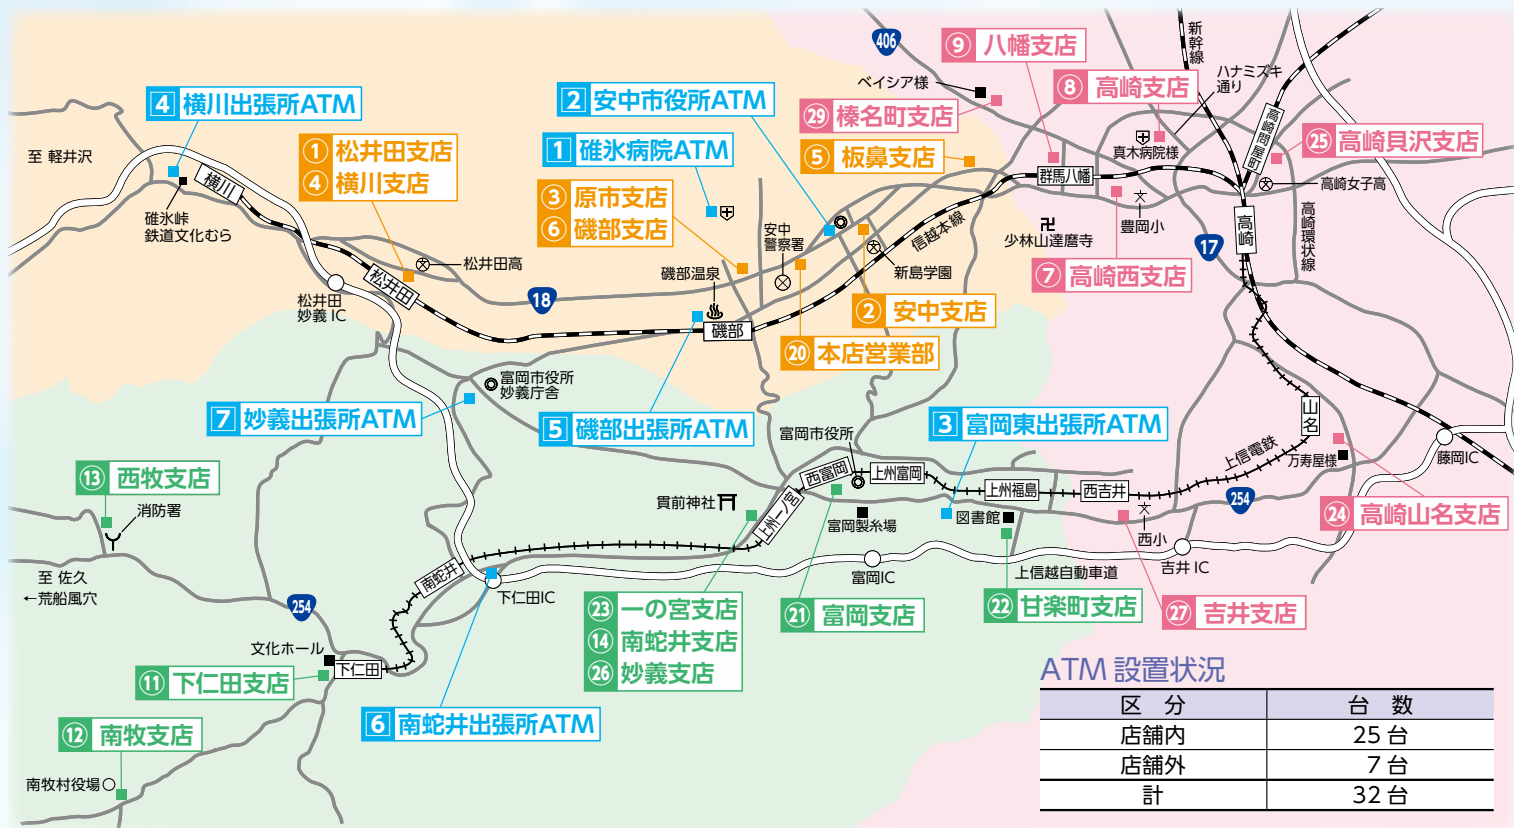 406
⑨ 八幡支店
新幹線
ハナミズキ
通り
ベイシア様
⑧ 高崎支店
4 横川出張所ATM
2 安中市役所ATM
㉙ 榛名町支店
高崎問屋町
㉕ 高崎貝沢支店
真木病院様
至 軽井沢
① 松井田支店
④ 横川支店
1 碓氷病院ATM
⑤ 板鼻支店
横川
群馬八幡
高崎女子高
③ 原市支店
⑥ 磯部支店
碓氷峠
鉄道文化むら
安中
警察署
信越本線
少林山達磨寺
豊岡小
高崎
高崎環状線
17
松井田高
松井田
磯部温泉
新島学園
⑦ 高崎西支店
松井田
妙義 IC
18
② 安中支店
磯部
⑳ 本店営業部
富岡市役所
妙義庁舎
7 妙義出張所ATM
5 磯部出張所ATM
富岡市役所
3 富岡東出張所ATM
山名
上信電鉄
万寿屋様
藤岡IC
⑬ 西牧支店
消防署
西富岡
上州富岡
上州福島
西吉井
254
貫前神社
上州一ノ宮
富岡製糸場
図書館
西小
㉔ 高崎山名支店
至 佐久
←荒船風穴
南蛇井
下仁田IC
富岡IC
上信越自動車道
吉井 IC
254
㉓ 一の宮支店
⑭ 南蛇井支店
㉖ 妙義支店
㉑ 富岡支店
㉒ 甘楽町支店
㉗ 吉井支店
文化ホール
下仁田
⑪ 下仁田支店
6 南蛇井出張所ATM
⑫ 南牧支店
南牧村役場
ATM 設置状況
区 分 台 数
店舗内 25 台
店舗外 7 台
計 32 台